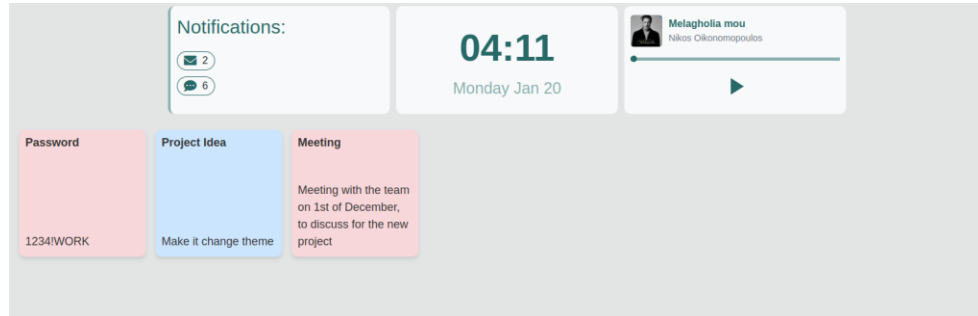 Notifications:
2
6
04:11
Monday Jan 20
Melagholia mou
Nikos Oikonomopoulos
Password
1234!WORK
Project Idea
Make it change theme
Meeting
Meeting with the team
on 1st of December,
to discuss for the new
project